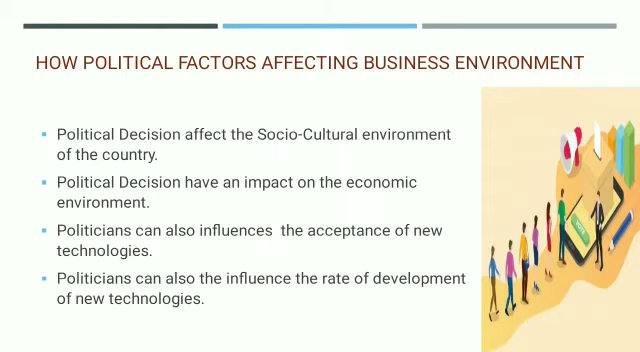 HOW POLITICAL FACTORS AFFECTING BUSINESS ENVIRONMENT
▪ Political Decision affect the Socio-Cultural environment
of the country.
▪ Political Decision have an impact on the economic
environment.
▪ Politicians can also influences the acceptance of new
technologies.
▪ Politicians can also the influence the rate of development
of new technologies.
VOTE